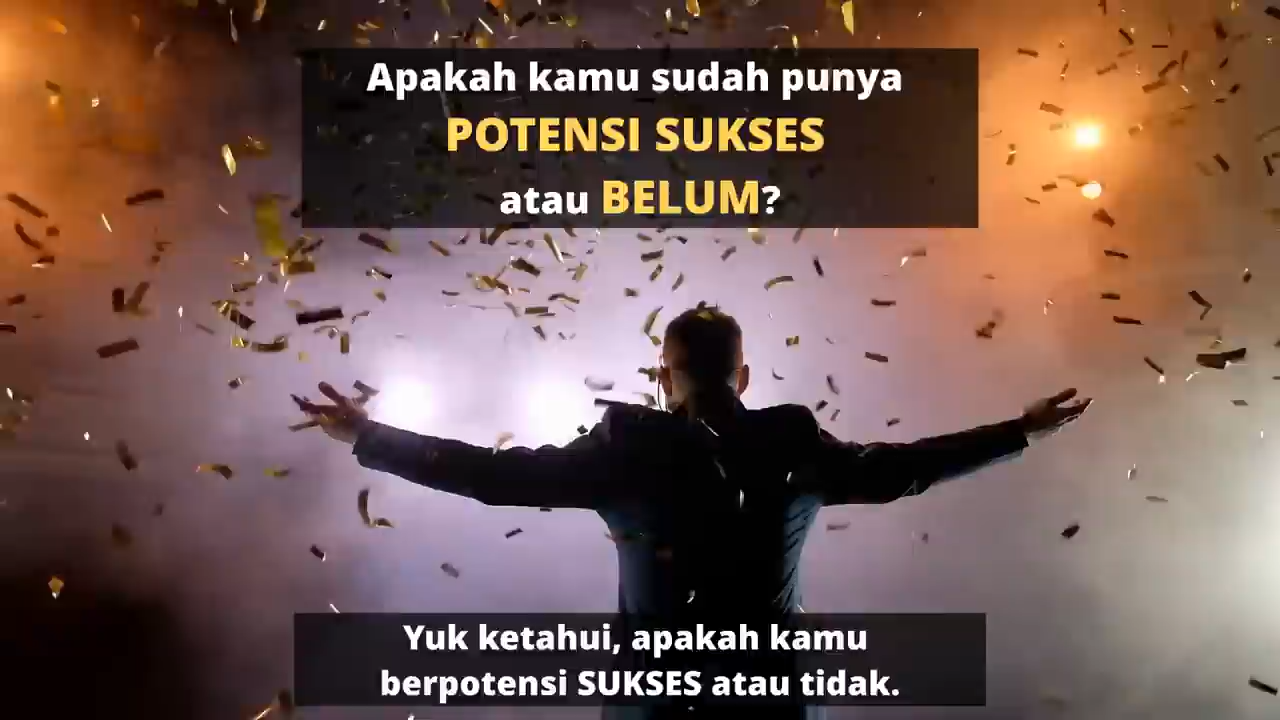 Apakah kamu sudah punya
POTENSI SUKSES
atau BELUM?
Yuk ketahui, apakah kamu
berpotensi SUKSES atau tidak.